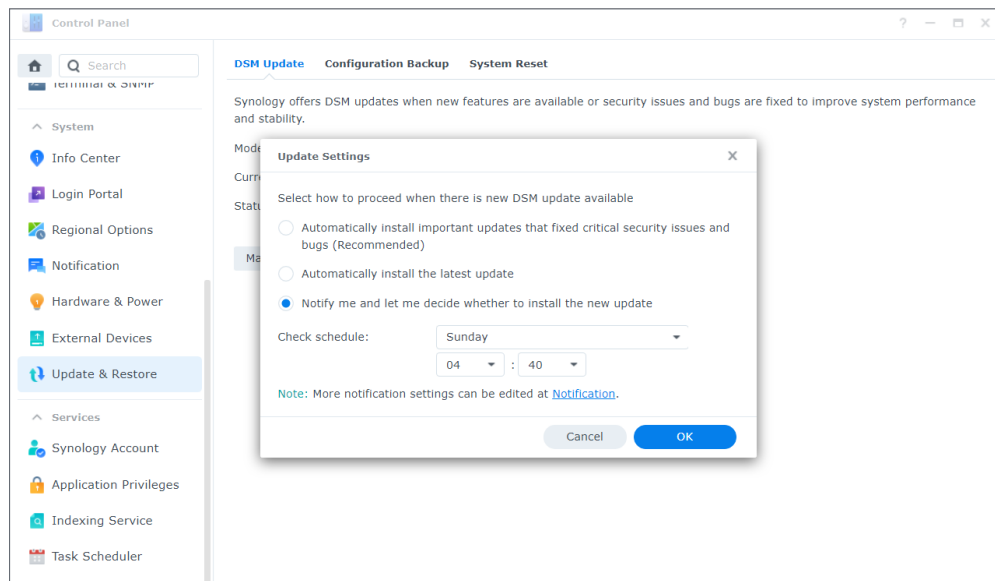 Control Panel
Search
DSM Update Configuration Backup System Reset
Terminal & SNMP
Synology offers DSM updates when new features are available or security issues and bugs are fixed to improve system performance
and stability.
System
Info Center
Login Portal
Regional Options
Notification
Hardware & Power
External Devices
Update & Restore
Services
Synology Account
Application Privileges
Indexing Service
Task Scheduler
Update Settings
Select how to proceed when there is new DSM update available
Automatically install important updates that fixed critical security issues and
bugs (Recommended)
Automatically install the latest update
Notify me and let me decide whether to install the new update
Check schedule: Sunday
04 : 40
Note: More notification settings can be edited at Notification.
Cancel OK